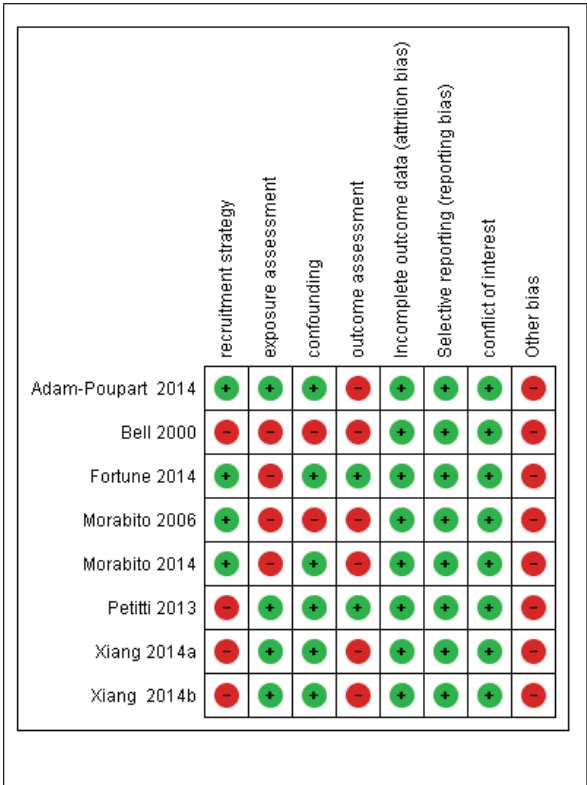 recruitment strategy
exposure assessment
confounding
outcome assessment
Incomplete outcome data (attrition bias)
Selective reporting (reporting bias)
conflict of interest
Other bias
Adam-Poupart 2014 + + + - + + + -
Bell 2000 - - - - + + + -
Fortune 2014 + - + + + + + -
Morabito 2006 + - - - + + + -
Morabito 2014 + - + - + + + -
Petitti 2013 - + + + + + + -
Xiang 2014a - + + - + + + -
Xiang 2014b - + + - + + + -